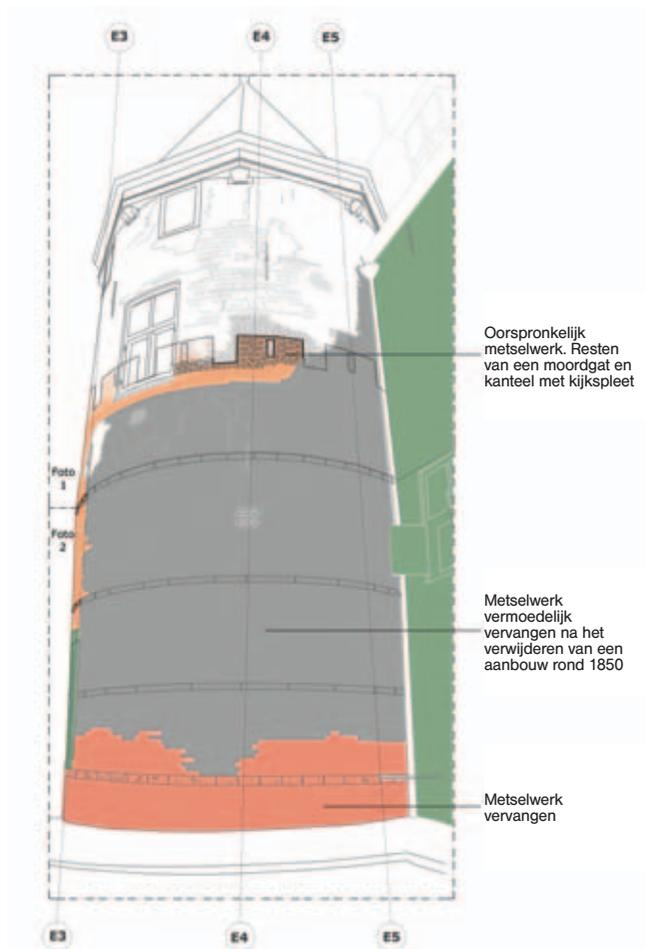 E3
E4
E5
Oorspronkelijk
metselwerk. Resten
van een moordgat en
kanteel met kijkspleet
Foto
1
Foto
2
Metselwerk
vermoedelijk
vervangen na het
verwijderen van een
aanbouw rond 1850
Metselwerk
vervangen
E3
E4
E5